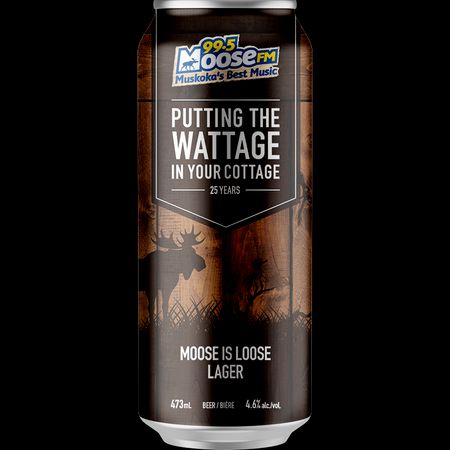 99.5
MOOSE FM
Muskoka's Best Music
PUTTING THE
WATTAGE
IN YOUR COTTAGE
25 YEARS
MOOSE IS LOOSE
LAGER
473mL BEER / BIÈRE 4.6% alc./vol.